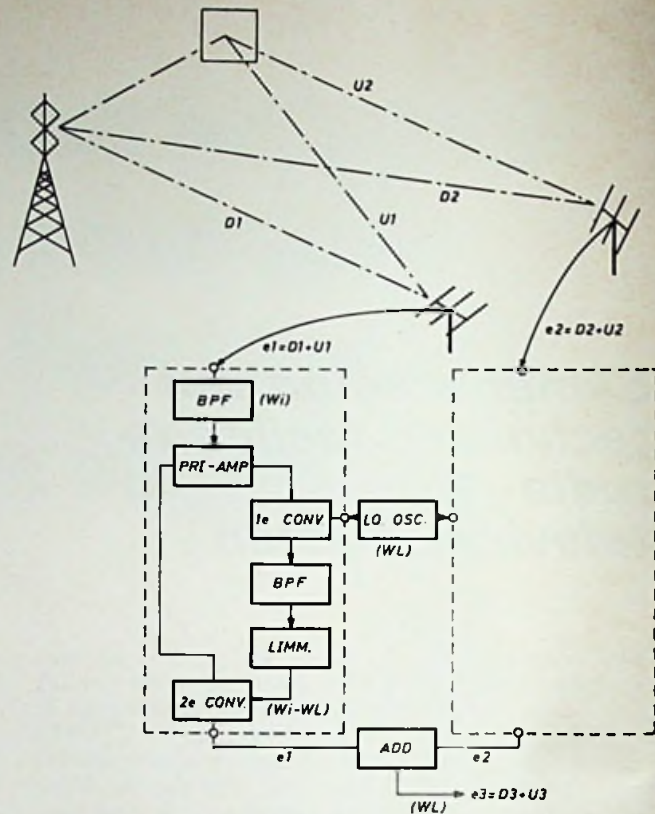 U2
D2
D1
U1
e1=D1+U1
e2=D2+U2
BPF
(Wi)
PRI-AMP
1e CONV.
LO. OSC.
(WL)
BPF
LIMM.
2e CONV.
(Wi-WL)
e1
ADD
e2
(WL)
e3=D3+U3